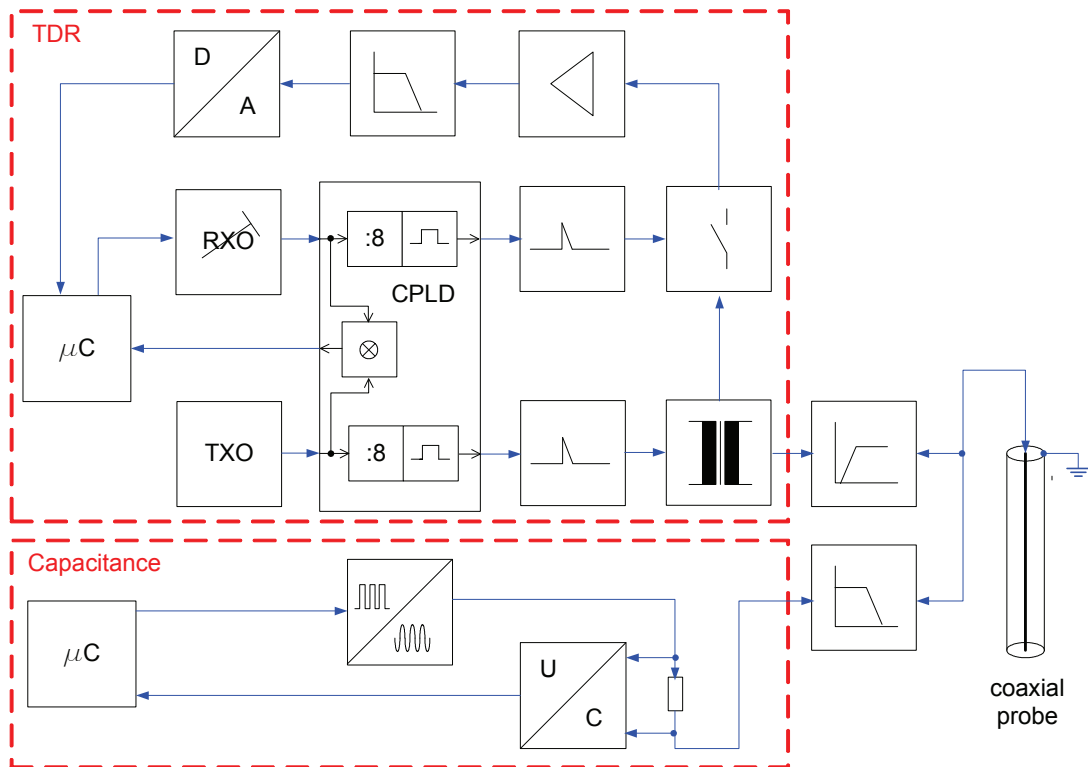 TDR
D
A
RXO
:8
CPLD
μC
⊗
TXO
:8
Capacitance
μC
U
C
coaxial
probe